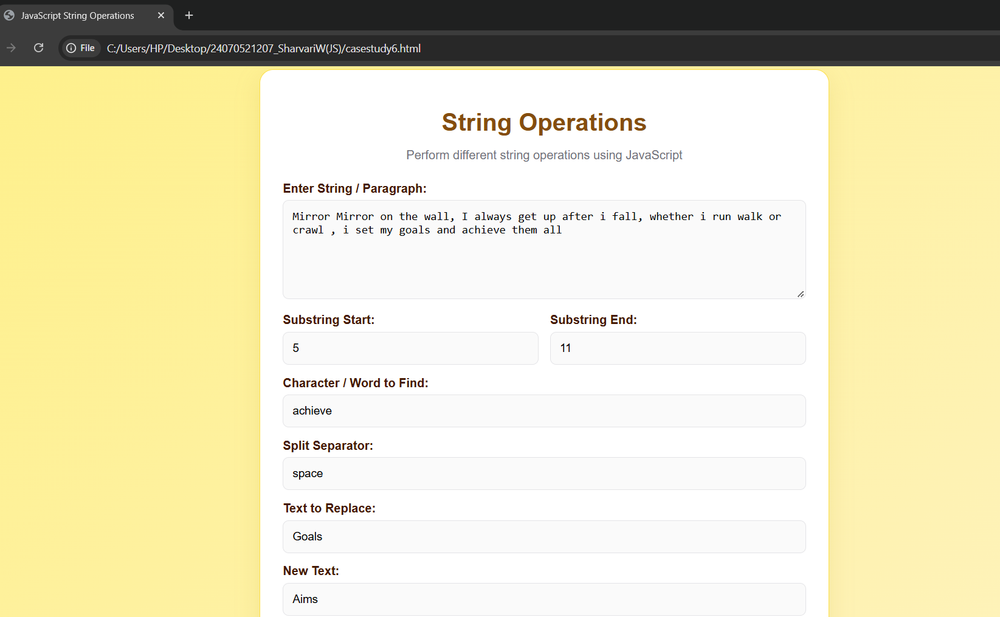 JavaScript String Operations
File C:/Users/HP/Desktop/24070521207_SharvariW(JS)/casestudy6.html
String Operations
Perform different string operations using JavaScript
Enter String / Paragraph:
Mirror Mirror on the wall, I always get up after i fall, whether i run walk or
crawl , i set my goals and achieve them all
Substring Start: Substring End:
5 11
Character / Word to Find:
achieve
Split Separator:
space
Text to Replace:
Goals
New Text:
Aims